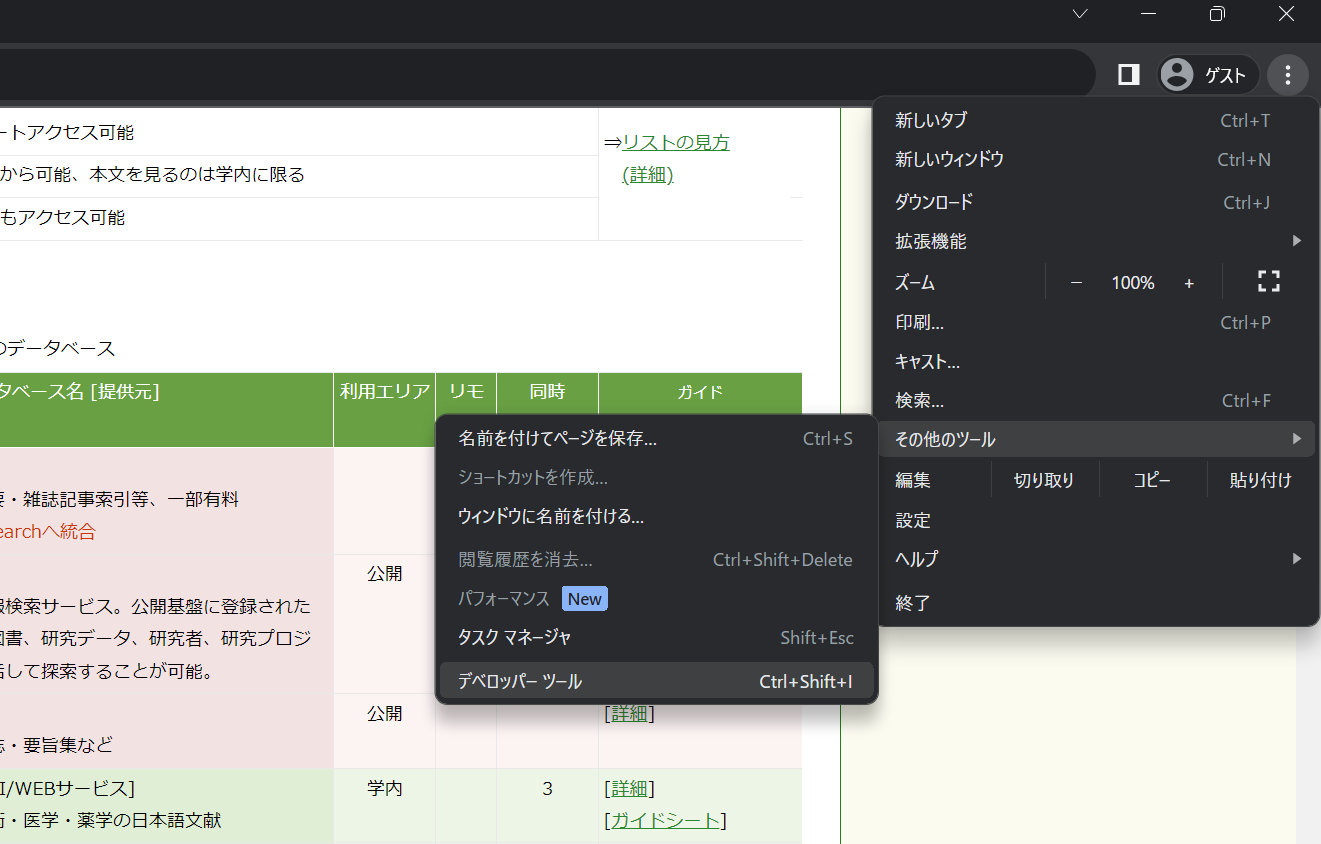 ゲスト
ートアクセス可能
⇒リストの見方
(詳細)
から可能、本文を見るのは学内に限る
もアクセス可能
のデータベース
タベース名 [提供元]
利用エリア
リモ
同時
ガイド
・雑誌記事索引等、一部有料
earchへ統合
公開
検索サービス。公開基盤に登録された
書、研究データ、研究者、研究プロジ
して探索することが可能。
公開
[詳細]
・要旨集など
I/WEBサービス]
学内
3
[詳細]
・医学・薬学の日本語文献
[ガイドシート]
新しいタブ Ctrl+T
新しいウィンドウ Ctrl+N
ダウンロード Ctrl+J
拡張機能
ズーム − 100% +
印刷... Ctrl+P
キャスト...
検索... Ctrl+F
その他のツール
編集 切り取り コピー 貼り付け
設定
ヘルプ
終了
名前を付けてページを保存... Ctrl+S
ショートカットを作成...
ウィンドウに名前を付ける...
閲覧履歴を消去... Ctrl+Shift+Delete
パフォーマンス New
タスク マネージャ Shift+Esc
デベロッパー ツール Ctrl+Shift+I